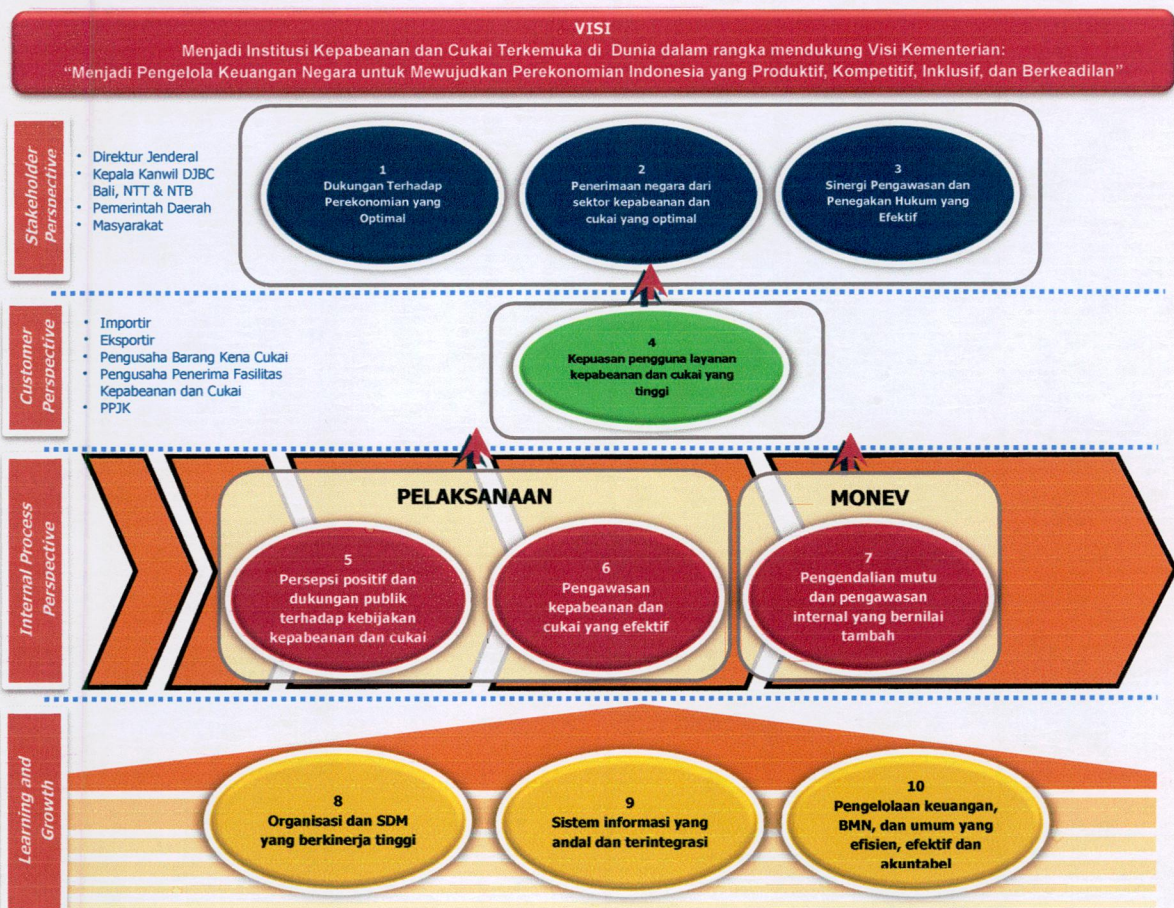 VISI
Menjadi Institusi Kepabeanan dan Cukai Terkemuka di Dunia dalam rangka mendukung Visi Kementerian:
“Menjadi Pengelola Keuangan Negara untuk Mewujudkan Perekonomian Indonesia yang Produktif, Kompetitif, Inklusif, dan Berkeadilan”
Stakeholder
Perspective
• Direktur Jenderal
• Kepala Kanwil DJBC
Bali, NTT & NTB
• Pemerintah Daerah
• Masyarakat
1
Dukungan Terhadap
Perekonomian yang
Optimal
2
Penerimaan negara dari
sektor kepabeanan dan
cukai yang optimal
3
Sinergi Pengawasan dan
Penegakan Hukum yang
Efektif
Customer
Perspective
• Importir
• Eksportir
• Pengusaha Barang Kena Cukai
• Pengusaha Penerima Fasilitas
Kepabeanan dan Cukai
• PPJK
4
Kepuasan pengguna layanan
kepabeanan dan cukai yang
tinggi
Internal Process
Perspective
PELAKSANAAN
5
Persepsi positif dan
dukungan publik
terhadap kebijakan
kepabeanan dan cukai
6
Pengawasan
kepabeanan dan
cukai yang efektif
MONEV
7
Pengendalian mutu
dan pengawasan
internal yang bernilai
tambah
Learning and
Growth
8
Organisasi dan SDM
yang berkinerja tinggi
9
Sistem informasi yang
andal dan terintegrasi
10
Pengelolaan keuangan,
BMN, dan umum yang
efisien, efektif dan
akuntabel